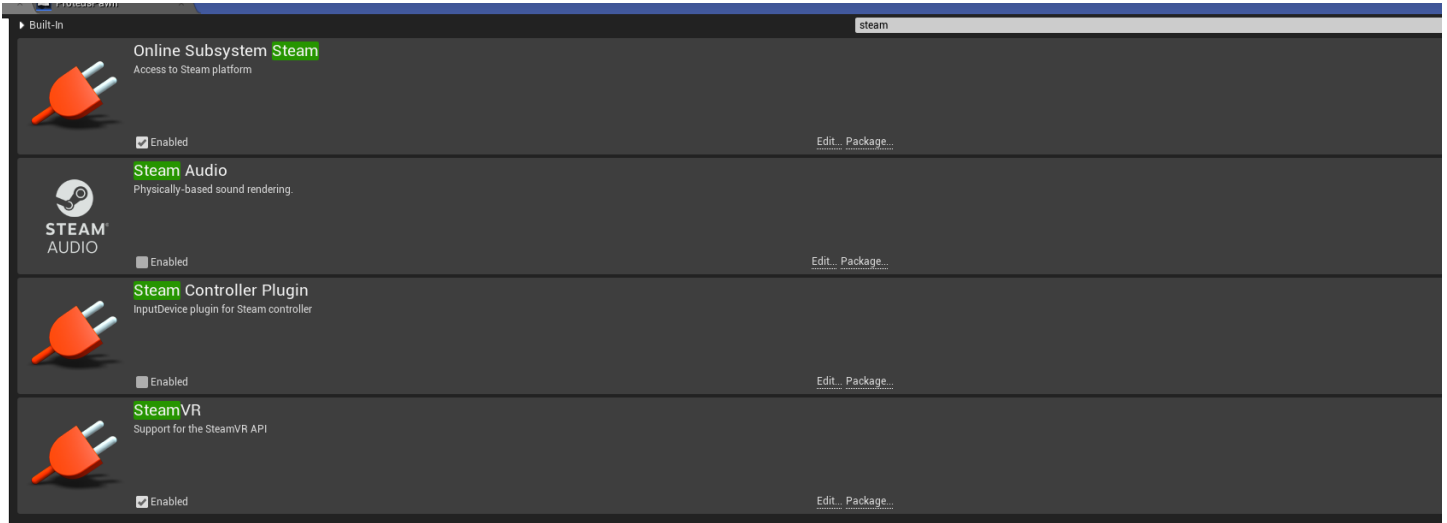 ProteusPawn
Built-In
steam
Online Subsystem Steam
Access to Steam platform
Enabled
Edit... Package...
STEAM
AUDIO
Steam Audio
Physically-based sound rendering.
Enabled
Edit... Package...
Steam Controller Plugin
InputDevice plugin for Steam controller
Enabled
Edit... Package...
SteamVR
Support for the SteamVR API
Enabled
Edit... Package...